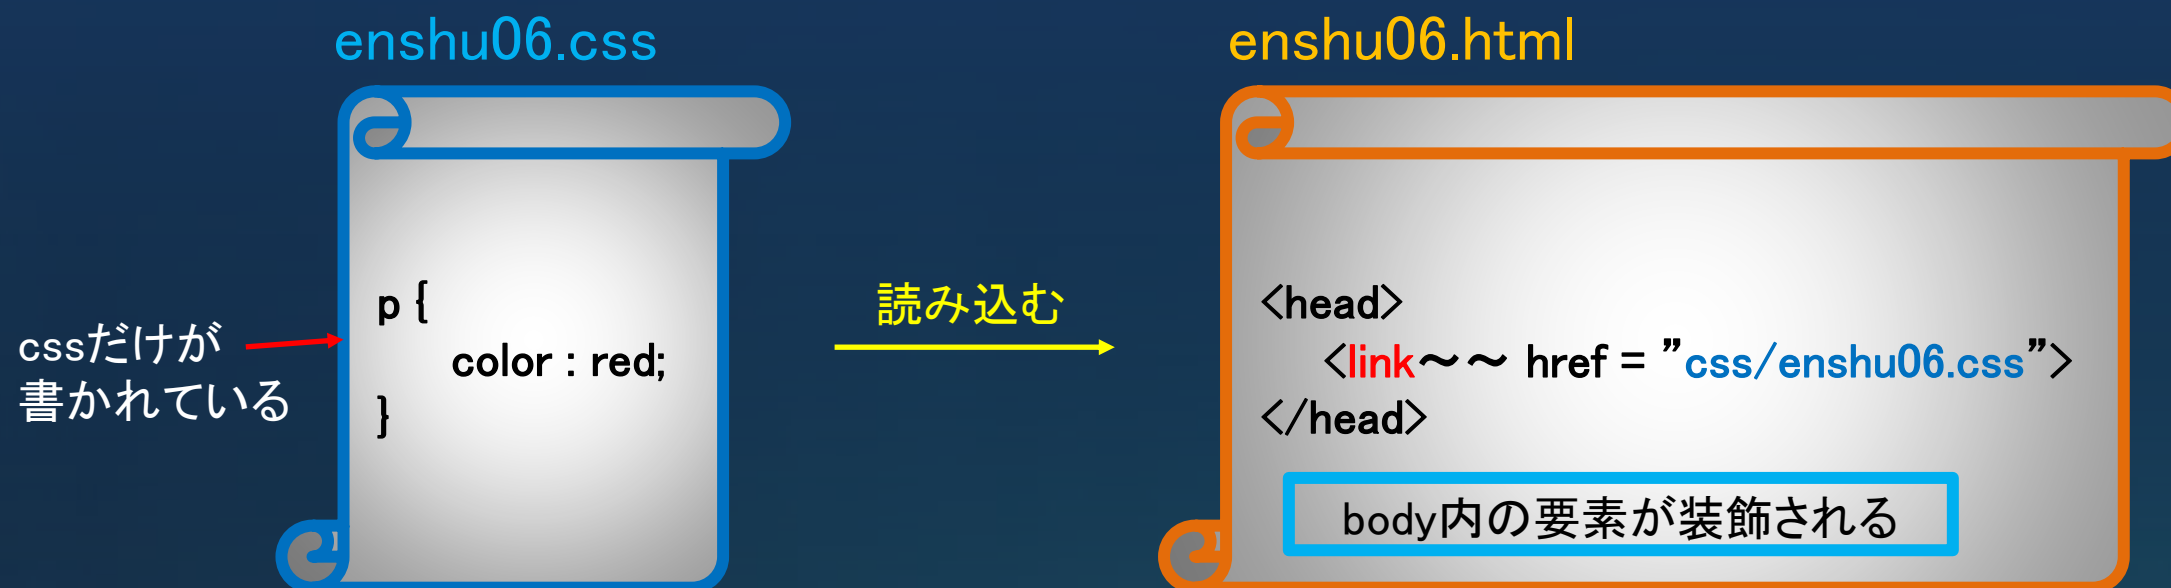 enshu06.css
enshu06.html
cssだけが
書かれている
p {
color : red;
}
読み込む
<head>
<link～～ href = ”css/enshu06.css”>
</head>
body内の要素が装飾される